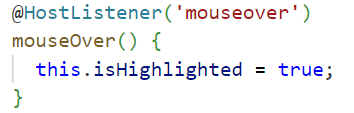 @HostListener('mouseover')
mouseOver() {
  this.isHighlighted = true;
}